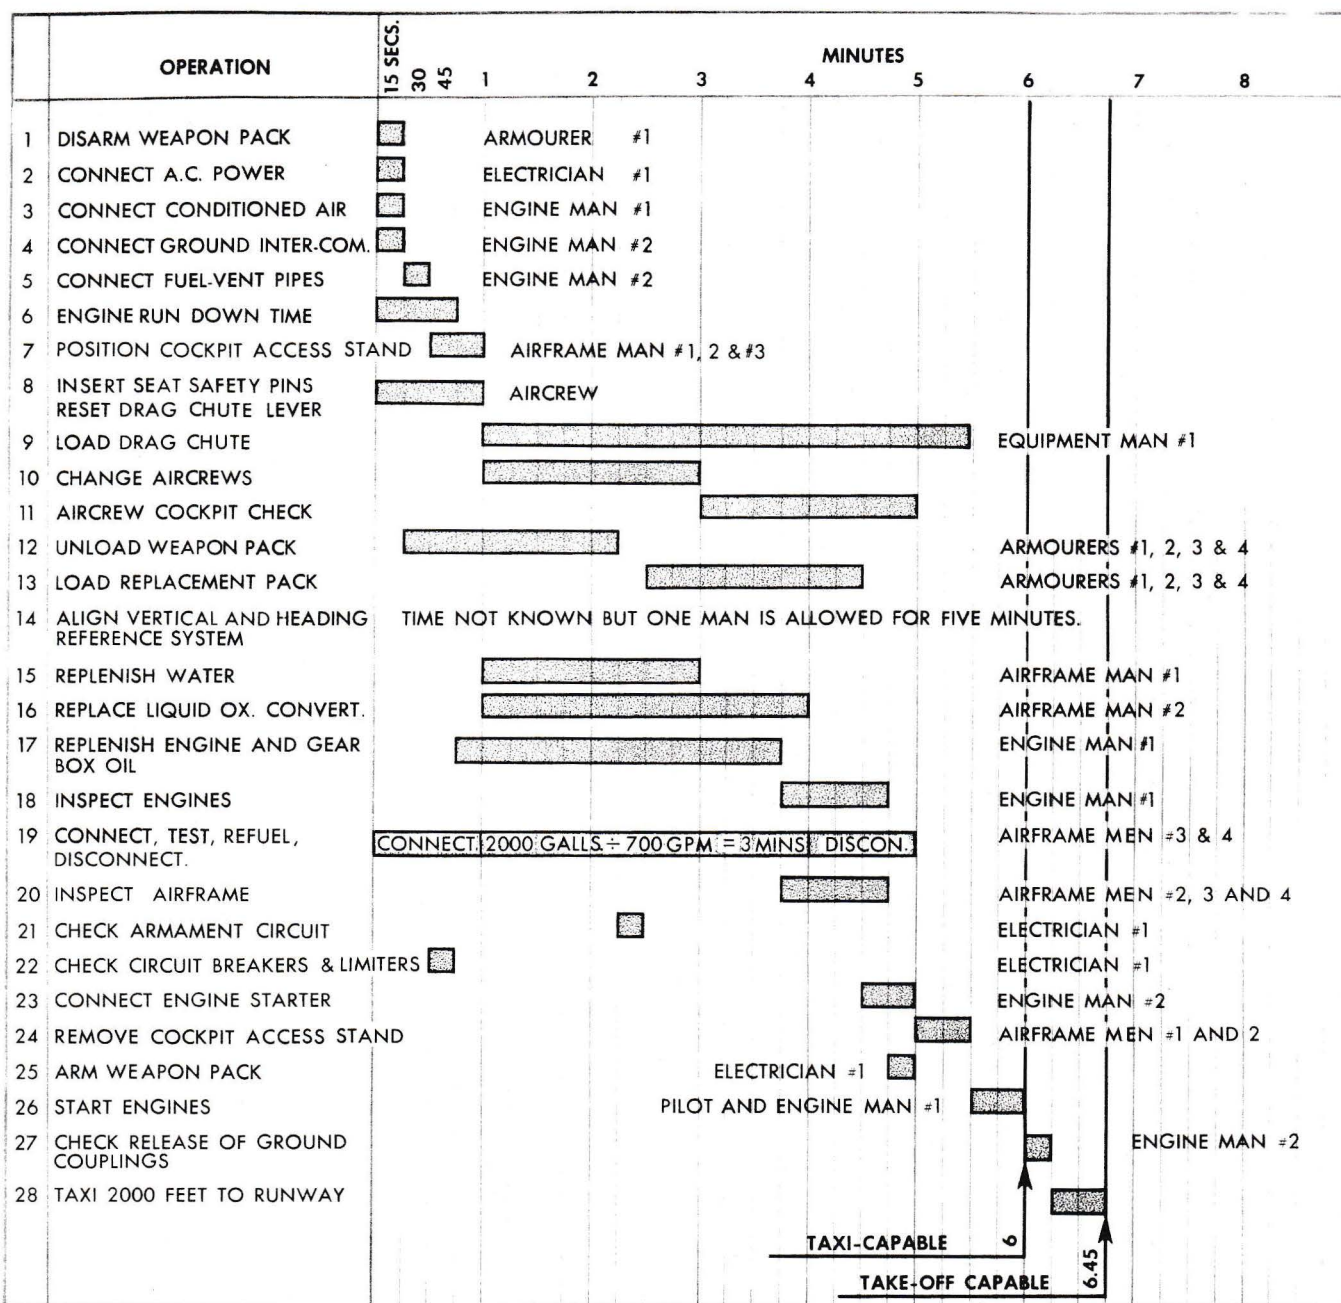 OPERATION
15 SECS.
30
45
MINUTES
1 2 3 4 5 6 7 8
1 DISARM WEAPON PACK ARMOURER #1
2 CONNECT A.C. POWER ELECTRICIAN #1
3 CONNECT CONDITIONED AIR ENGINE MAN #1
4 CONNECT GROUND INTER-COM. ENGINE MAN #2
5 CONNECT FUEL-VENT PIPES ENGINE MAN #2
6 ENGINE RUN DOWN TIME
7 POSITION COCKPIT ACCESS STAND AIRFRAME MAN #1, 2 & #3
8 INSERT SEAT SAFETY PINS AIRCREW
RESET DRAG CHUTE LEVER
9 LOAD DRAG CHUTE EQUIPMENT MAN #1
10 CHANGE AIRCREWS
11 AIRCREW COCKPIT CHECK
12 UNLOAD WEAPON PACK ARMOURERS #1, 2, 3 & 4
13 LOAD REPLACEMENT PACK ARMOURERS #1, 2, 3 & 4
14 ALIGN VERTICAL AND HEADING TIME NOT KNOWN BUT ONE MAN IS ALLOWED FOR FIVE MINUTES.
REFERENCE SYSTEM
15 REPLENISH WATER AIRFRAME MAN #1
16 REPLACE LIQUID OX. CONVERT. AIRFRAME MAN #2
17 REPLENISH ENGINE AND GEAR ENGINE MAN #1
BOX OIL
18 INSPECT ENGINES ENGINE MAN #1
19 CONNECT, TEST, REFUEL, CONNECT. 2000 GALLS. ÷ 700 GPM = 3 MINS DISCON. AIRFRAME MEN #3 & 4
DISCONNECT.
20 INSPECT AIRFRAME AIRFRAME MEN #2, 3 AND 4
21 CHECK ARMAMENT CIRCUIT ELECTRICIAN #1
22 CHECK CIRCUIT BREAKERS & LIMITERS ELECTRICIAN #1
23 CONNECT ENGINE STARTER ENGINE MAN #2
24 REMOVE COCKPIT ACCESS STAND AIRFRAME MEN #1 AND 2
25 ARM WEAPON PACK ELECTRICIAN #1
26 START ENGINES PILOT AND ENGINE MAN #1
27 CHECK RELEASE OF GROUND ENGINE MAN #2
COUPLINGS
28 TAXI 2000 FEET TO RUNWAY
TAXI-CAPABLE 6
TAKE-OFF CAPABLE 6.45